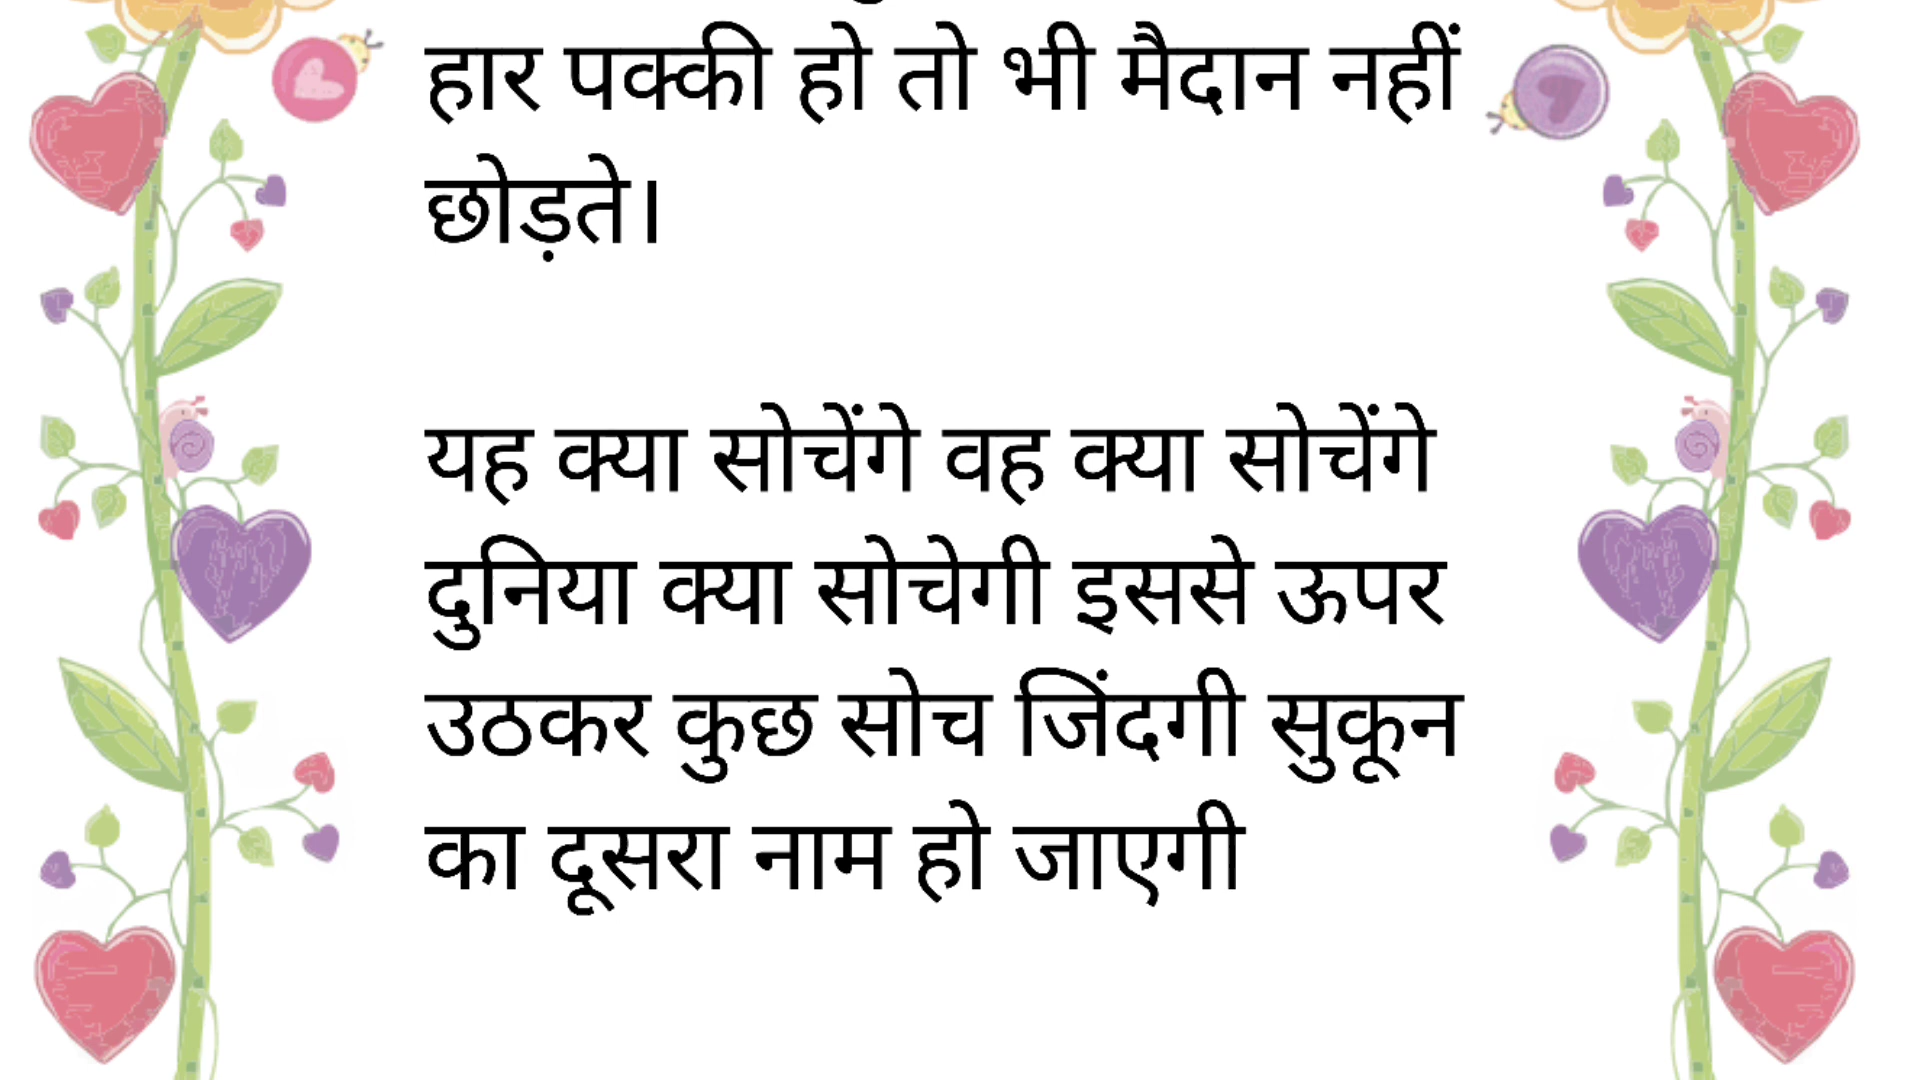 हार पक्की हो तो भी मैदान नहीं
छोड़ते।
यह क्या सोचेंगे वह क्या सोचेंगे
दुनिया क्या सोचेगी इससे ऊपर
उठकर कुछ सोच जिंदगी सुकून
का दूसरा नाम हो जाएगी